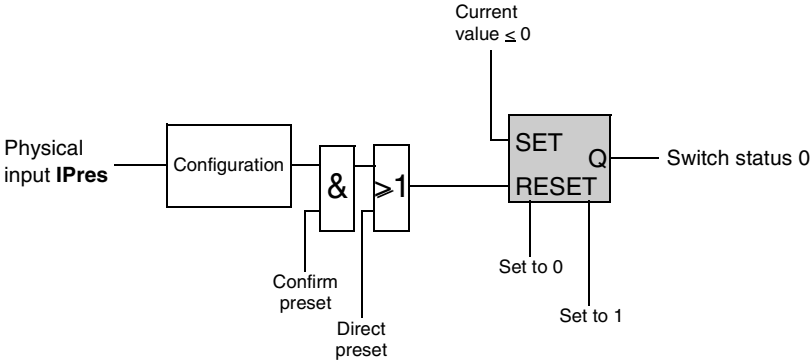 Current
value ≤ 0
Physical
input IPres
Configuration
&
≥1
SET
Q
RESET
Switch status 0
Confirm
preset
Direct
preset
Set to 0
Set to 1